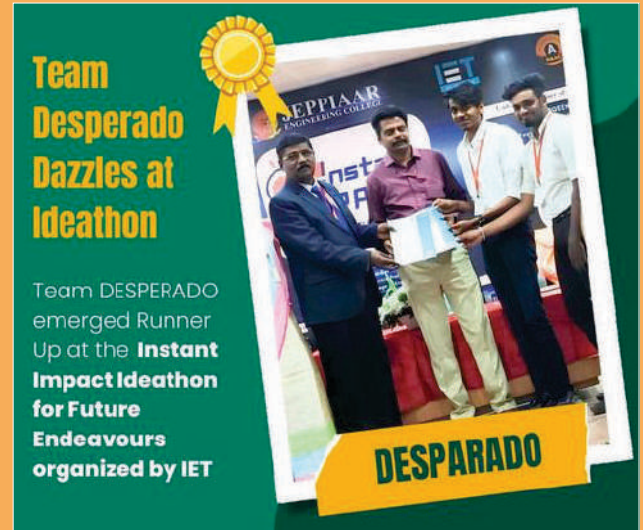 Team
Desperado
Dazzles at
Ideathon
Team DESPERADO
emerged Runner
Up at the Instant
Impact Ideathon
for Future
Endeavours
organized by IET
JEPPIAAR
ENGINEERING COLLEGE
IET
Insta
DESPARADO